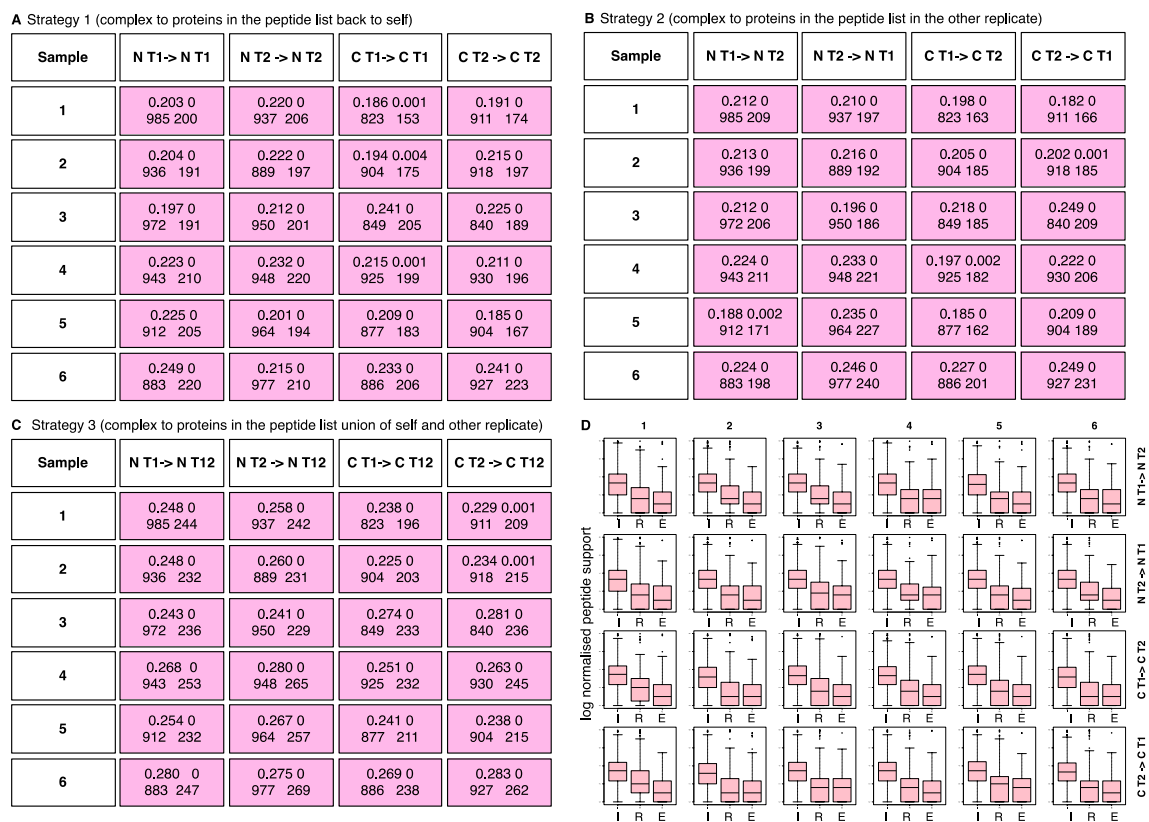 A Strategy 1 (complex to proteins in the peptide list back to self)
Sample N T1-> N T1 N T2 -> N T2 C T1-> C T1 C T2 -> C T2
1 0.203 0 0.220 0 0.186 0.001 0.191 0
985 200 937 206 823 153 911 174
2 0.204 0 0.222 0 0.194 0.004 0.215 0
936 191 889 197 904 175 918 197
3 0.197 0 0.212 0 0.241 0 0.225 0
972 191 950 201 849 205 840 189
4 0.223 0 0.232 0 0.215 0.001 0.211 0
943 210 948 220 925 199 930 196
5 0.225 0 0.201 0 0.209 0 0.185 0
912 205 964 194 877 183 904 167
6 0.249 0 0.215 0 0.233 0 0.241 0
883 220 977 210 886 206 927 223
B Strategy 2 (complex to proteins in the peptide list in the other replicate)
Sample N T1-> N T2 N T2 -> N T1 C T1-> C T2 C T2 -> C T1
1 0.212 0 0.210 0 0.198 0 0.182 0
985 209 937 197 823 163 911 166
2 0.213 0 0.216 0 0.205 0 0.202 0.001
936 199 889 192 904 185 918 185
3 0.212 0 0.196 0 0.218 0 0.249 0
972 206 950 186 849 185 840 209
4 0.224 0 0.233 0 0.197 0.002 0.222 0
943 211 948 221 925 182 930 206
5 0.188 0.002 0.235 0 0.185 0 0.209 0
912 171 964 227 877 162 904 189
6 0.224 0 0.246 0 0.227 0 0.249 0
883 198 977 240 886 201 927 231
C Strategy 3 (complex to proteins in the peptide list union of self and other replicate)
Sample N T1-> N T12 N T2 -> N T12 C T1-> C T12 C T2 -> C T12
1 0.248 0 0.258 0 0.238 0 0.229 0.001
985 244 937 242 823 196 911 209
2 0.248 0 0.260 0 0.225 0 0.234 0.001
936 232 889 231 904 203 918 215
3 0.243 0 0.241 0 0.274 0 0.281 0
972 236 950 229 849 233 840 236
4 0.268 0 0.280 0 0.251 0 0.263 0
943 253 948 265 925 232 930 245
5 0.254 0 0.267 0 0.241 0 0.238 0
912 232 964 257 877 211 904 215
6 0.280 0 0.275 0 0.269 0 0.283 0
883 247 977 269 886 238 927 262
D 1 2 3 4 5 6
log normalised peptide support
I R E I R E I R E I R E I R E I R E
N T1-> N T2
I R E I R E I R E I R E I R E I R E
N T2 -> N T1
I R E I R E I R E I R E I R E I R E
C T1-> C T2
I R E I R E I R E I R E I R E I R E
C T2 -> C T1